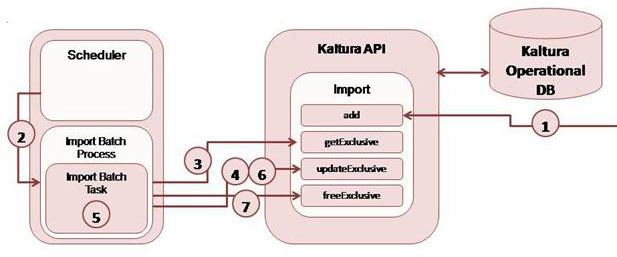 Scheduler
Import Batch
Process
Import Batch
Task
5
2
3
4
6
7
Kaltura API
Import
add
getExclusive
updateExclusive
freeExclusive
Kaltura
Operational
DB
1